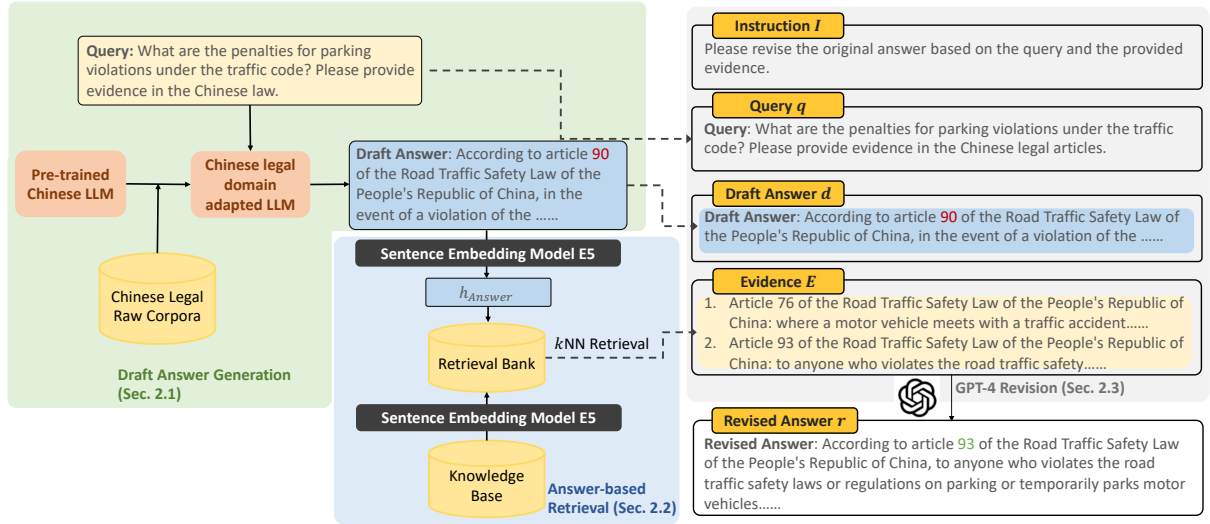 Query: What are the penalties for parking
violations under the traffic code? Please provide
evidence in the Chinese law.
Pre-trained
Chinese LLM
Chinese legal
domain
adapted LLM
Chinese Legal
Raw Corpora
Draft Answer: According to article 90
of the Road Traffic Safety Law of the
People's Republic of China, in the
event of a violation of the ……
Draft Answer Generation
(Sec. 2.1)
Sentence Embedding Model E5
hAnswer
Retrieval Bank
kNN Retrieval
Sentence Embedding Model E5
Knowledge
Base
Answer-based
Retrieval (Sec. 2.2)
Instruction I
Please revise the original answer based on the query and the provided
evidence.
Query q
Query: What are the penalties for parking violations under the traffic
code? Please provide evidence in the Chinese legal articles.
Draft Answer d
Draft Answer: According to article 90 of the Road Traffic Safety Law of
the People's Republic of China, in the event of a violation of the ……
Evidence E
1. Article 76 of the Road Traffic Safety Law of the People's Republic of
China: where a motor vehicle meets with a traffic accident……
2. Article 93 of the Road Traffic Safety Law of the People's Republic of
China: to anyone who violates the road traffic safety……
GPT-4 Revision (Sec. 2.3)
Revised Answer r
Revised Answer: According to article 93 of the Road Traffic Safety Law
of the People's Republic of China, to anyone who violates the road
traffic safety laws or regulations on parking or temporarily parks motor
vehicles……